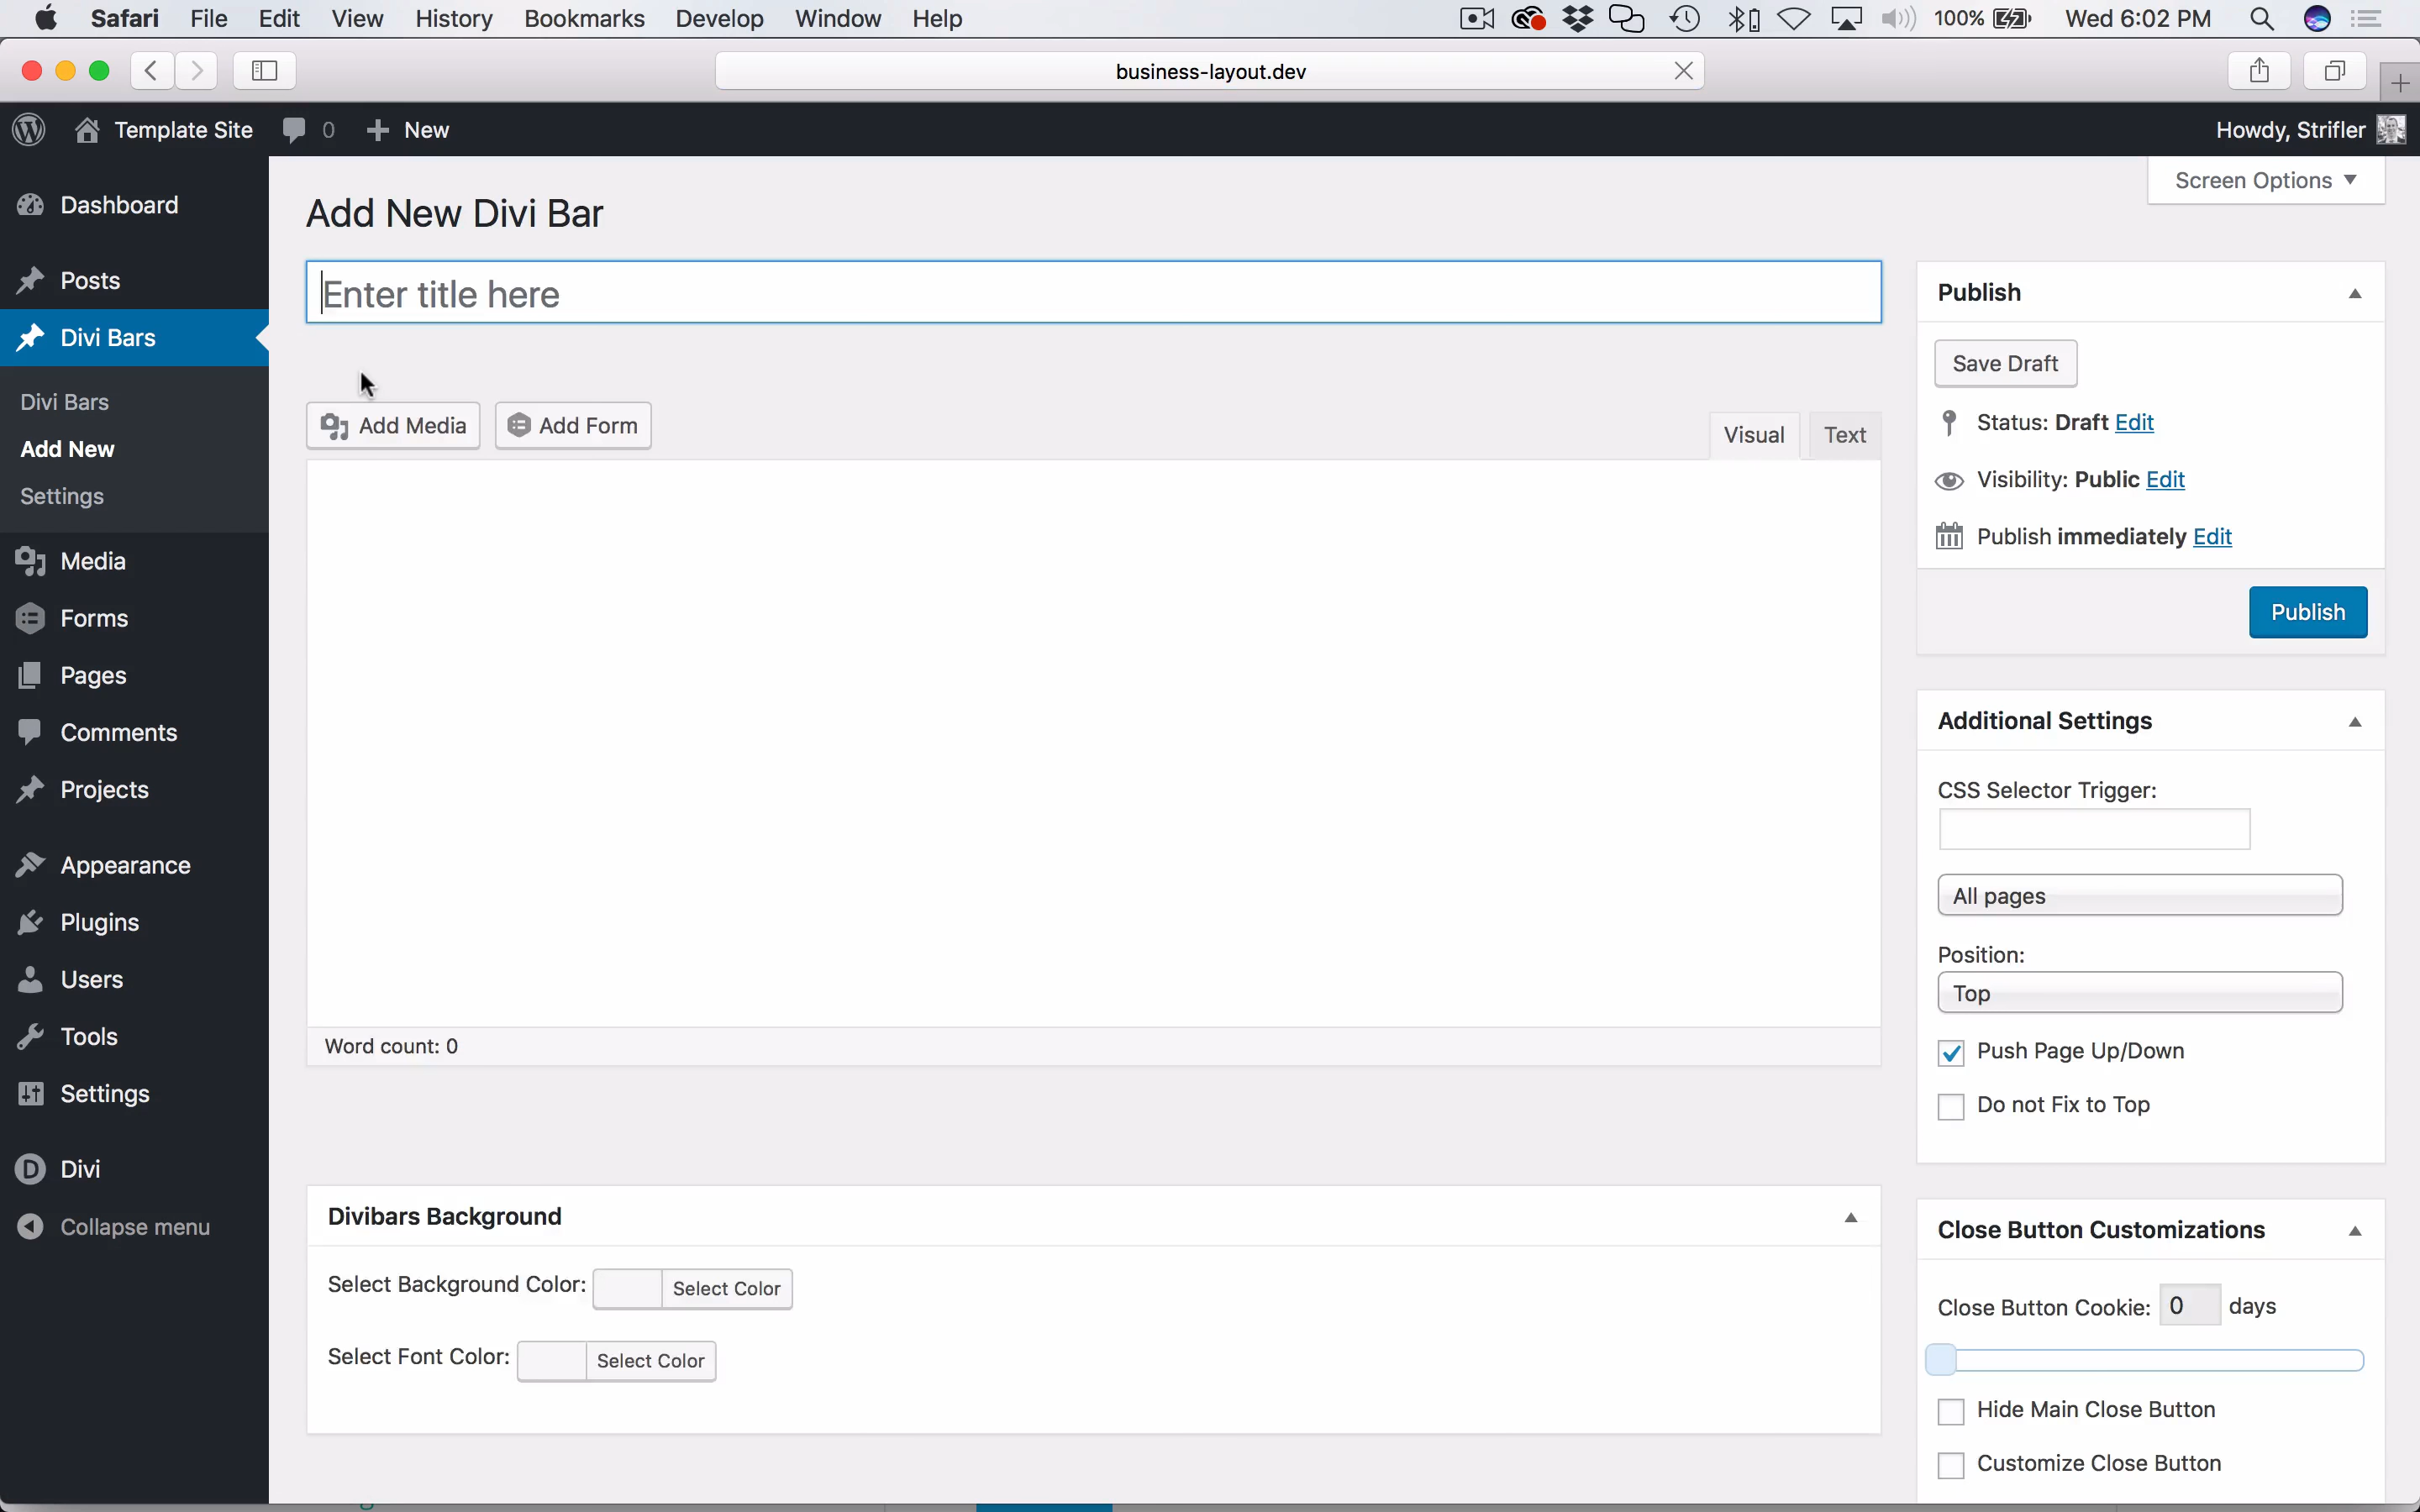 Safari File Edit View History Bookmarks Develop Window Help 100% Wed 6:02 PM
business-layout.dev
Template Site 0 New Howdy, Strifler
Screen Options
Dashboard
Posts
Divi Bars
Divi Bars
Add New
Settings
Media
Forms
Pages
Comments
Projects
Appearance
Plugins
Users
Tools
Settings
Divi
Collapse menu
Add New Divi Bar
Enter title here
Add Media Add Form
Visual Text
Word count: 0
Divibars Background
Select Background Color: Select Color
Select Font Color: Select Color
Publish
Save Draft
Status: Draft Edit
Visibility: Public Edit
Publish immediately Edit
Publish
Additional Settings
CSS Selector Trigger:
All pages
Position:
Top
Push Page Up/Down
Do not Fix to Top
Close Button Customizations
Close Button Cookie: 0 days
Hide Main Close Button
Customize Close Button